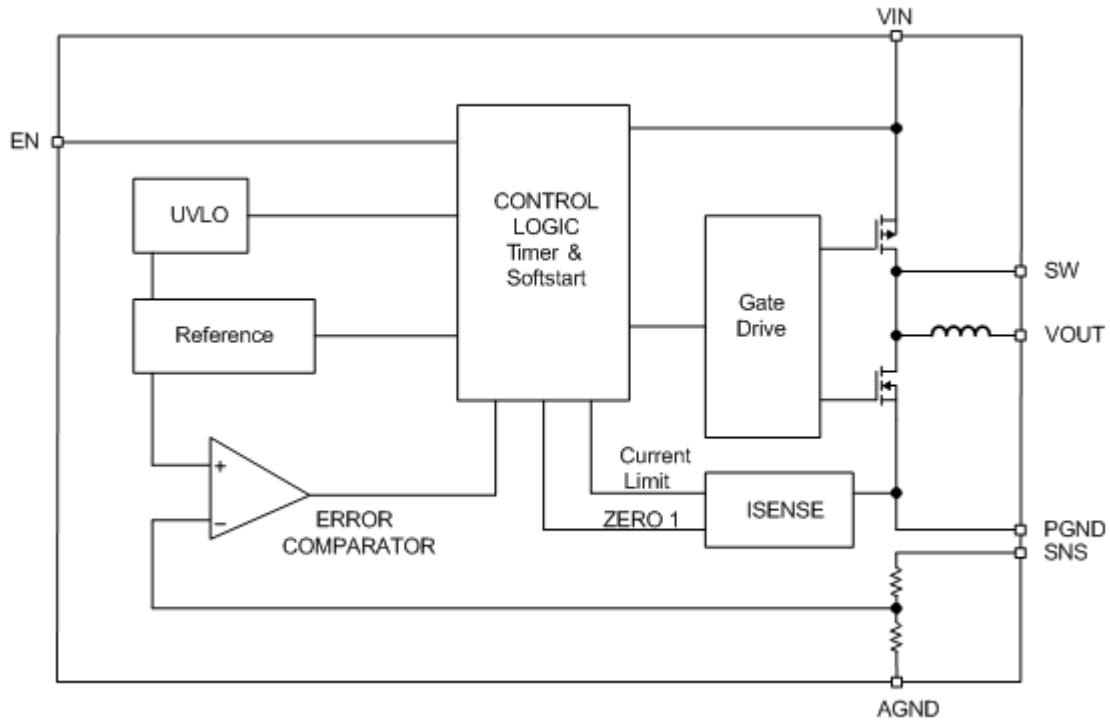 VIN
EN
UVLO
CONTROL
LOGIC
Timer &
Softstart
SW
Gate
Drive
Reference
VOUT
+
−
ERROR
COMPARATOR
Current
Limit
ZERO 1
ISENSE
PGND
SNS
AGND